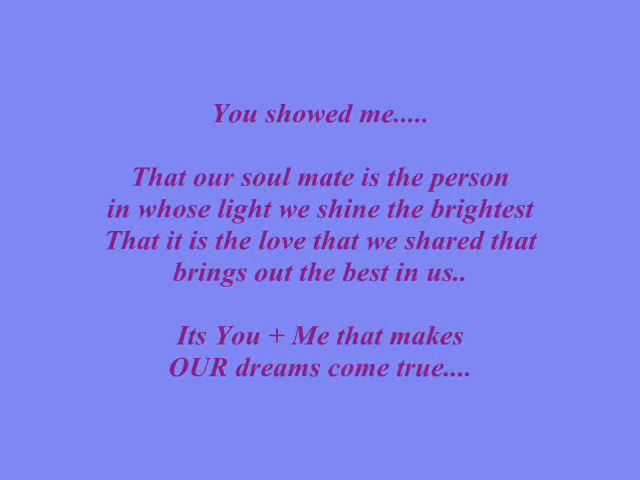 You showed me.....
That our soul mate is the person
in whose light we shine the brightest
That it is the love that we shared that
brings out the best in us..
Its You + Me that makes
OUR dreams come true....